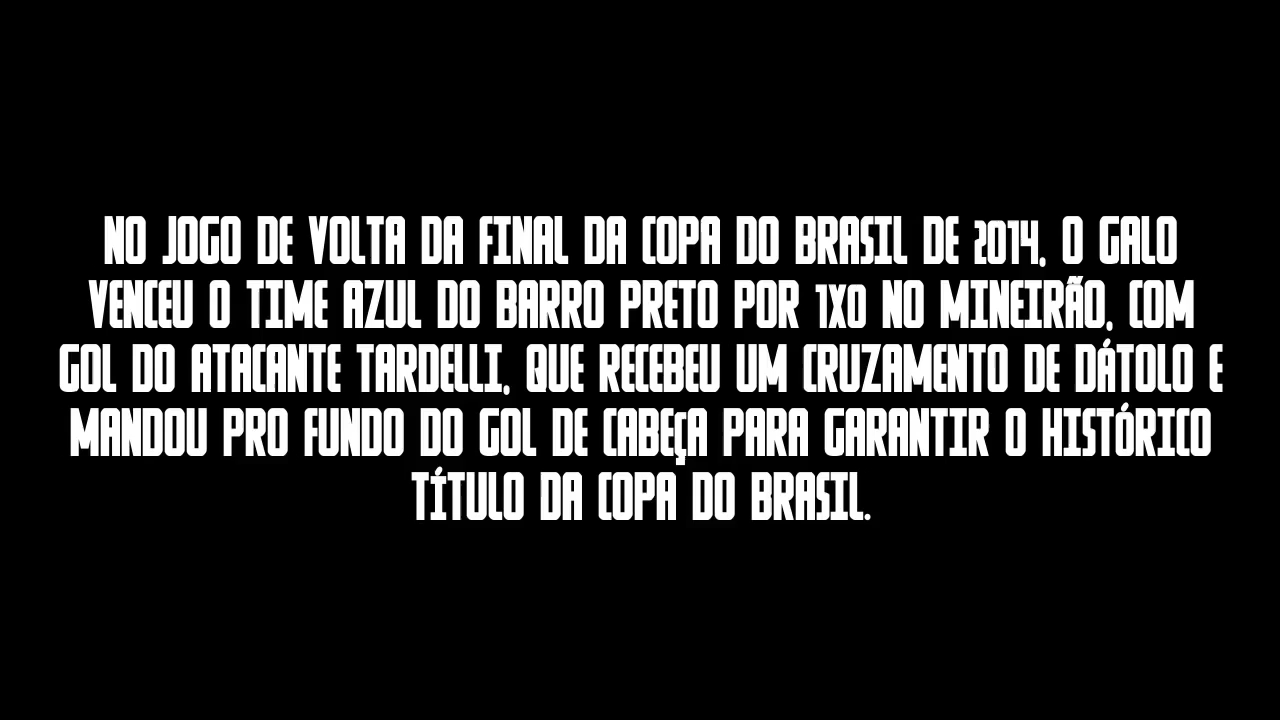 NO JOGO DE VOLTA DA FINAL DA COPA DO BRASIL DE 2014, O GALO
VENCEU O TIME AZUL DO BARRO PRETO POR 1X0 NO MINEIRÃO, COM
GOL DO ATACANTE TARDELLI, QUE RECEBEU UM CRUZAMENTO DE DÁTOLO E
MANDOU PRO FUNDO DO GOL DE CABEÇA PARA GARANTIR O HISTÓRICO
TÍTULO DA COPA DO BRASIL.